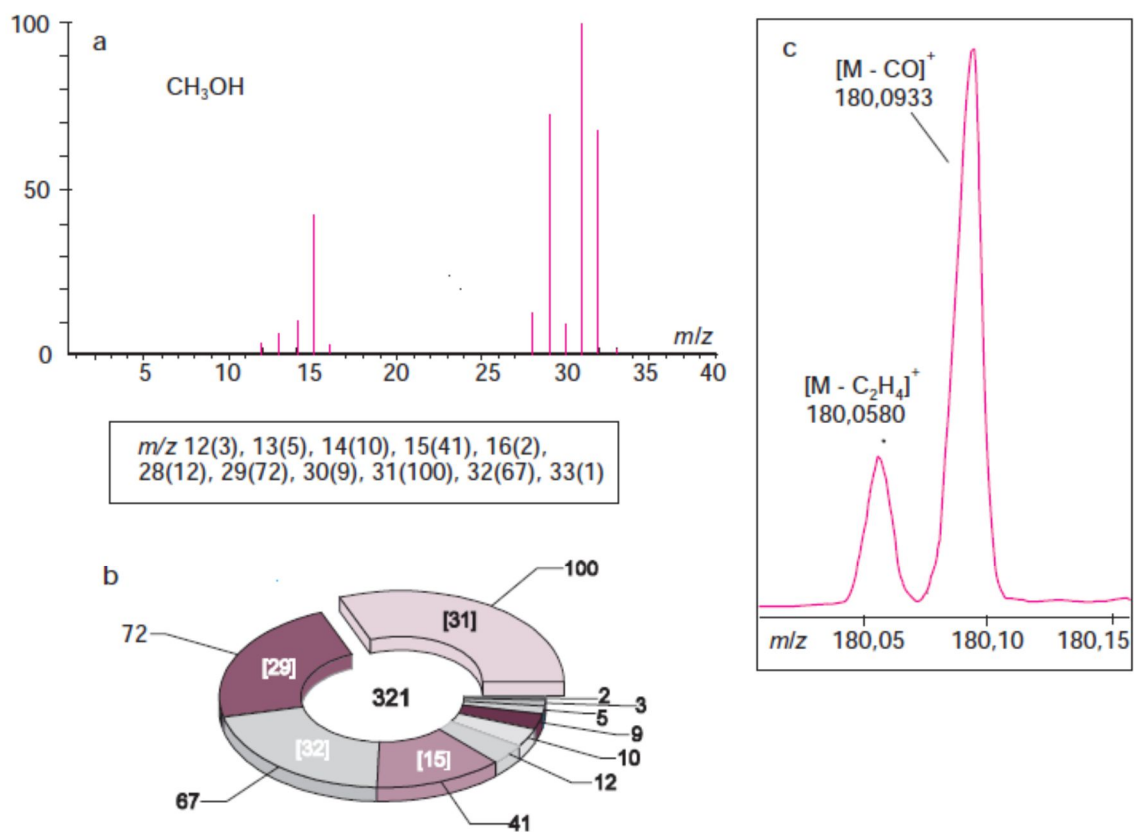 a
CH₃OH
100
50
0
m/z
5 10 15 20 25 30 35 40
m/z 12(3), 13(5), 14(10), 15(41), 16(2),
28(12), 29(72), 30(9), 31(100), 32(67), 33(1)
b
100
72
[31]
[29]
321
2
3
5
9
10
12
[32]
[15]
67
41
c
[M - CO]⁺
180,0933
[M - C₂H₄]⁺
180,0580
m/z 180,05 180,10 180,15